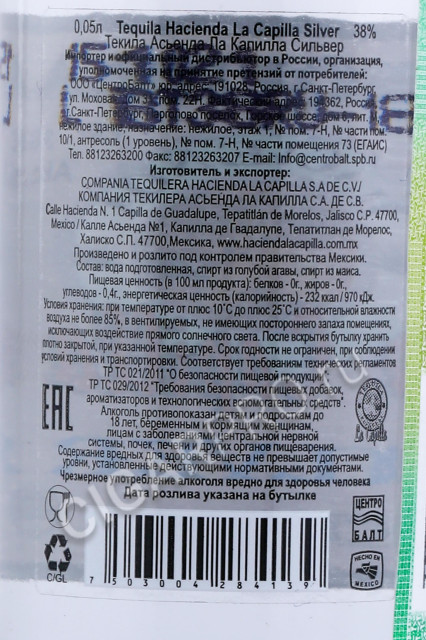 0,05л Tequila Hacienda La Capilla Silver 38%
Текила Асьенда Ла Капилла Сильвер
Импортер и официальный дистрибьютор в России, организация,
уполномоченная на принятие претензий от потребителей:
ООО «ЦентроБалт» юр. адрес: 191028, Россия, г.Санкт-Петербург,
ул. Моховая, Дом 31, пом. 22Н, Фактический адрес: 194362, Россия,
г.Санкт-Петербург, Парголово поселок, Горское шоссе, дом 6, лит.
нежилое здание, назначение: нежилое, этаж 1, № пом. 7-Н, № части пом.
10/1, антресоль (1 уровень), № пом. 7-Н, № части помещения 73 (ЕГАИС)
Тел. 88123263200 Факс: 88123263207 E-mail: Info@centrobalt.spb.ru
Изготовитель и экспортер:
COMPANIA TEQUILERA HACIENDA LA CAPILLA S.A DE C.V./
КОМПАНИЯ ТЕКИЛЕРА АСЬЕНДА ЛА КАПИЛЛА С.А. ДЕ С.В.
Calle Hacienda N. 1 Capilla de Guadalupe, Tepatitlán de Morelos, Jalisco C.P. 47700,
Mexico / Калле Асьенда №1, Капилла де Гвадалупе, Тепатитлан де Морелос,
Халиско С.П. 47700,Мексика, www.haciendalacapilla.com.mx
Произведено и розлито под контролем правительства Мексики.
Состав: вода подготовленная, спирт из голубой агавы, спирт из маиса.
Пищевая ценность (в 100 мл продукта): белков - 0г., жиров - 0г.,
углеводов - 0,4г., энергетическая ценность (калорийность) - 232 ккал / 970 кДж.
Условия хранения: при температуре от плюс 10˚С до плюс 25˚С и относительной влажности
воздуха не более 85%, в вентилируемых, не имеющих постороннего запаха помещениях,
исключающих воздействие прямого солнечного света. После вскрытия бутылку хранить
плотно закрытой, при указанной температуре. Срок годности не ограничен, при соблюдении
условий хранения и транспортировки. Соответствует требованиям технических регламентов
ТР ТС 021/2011 "О безопасности пищевой продукции",
ТР ТС 029/2012 "Требования безопасности пищевых добавок,
ароматизаторов и технологических вспомогательных средств".
Алкоголь противопоказан детям и подросткам до
18 лет, беременным и кормящим женщинам,
лицам с заболеваниями центральной нервной
системы, почек, печени и других органов пищеварения.
Содержание вредных для здоровья веществ не превышает допустимые
уровни, установленные действующими нормативными документами.
Чрезмерное употребление алкоголя вредно для здоровья человека
Дата розлива указана на бутылке
EAC
TEQUILA
La Capilla
C/GL
7 503004 284139
ЦЕНТРО
БАЛТ
HECHO EN
MEXICO